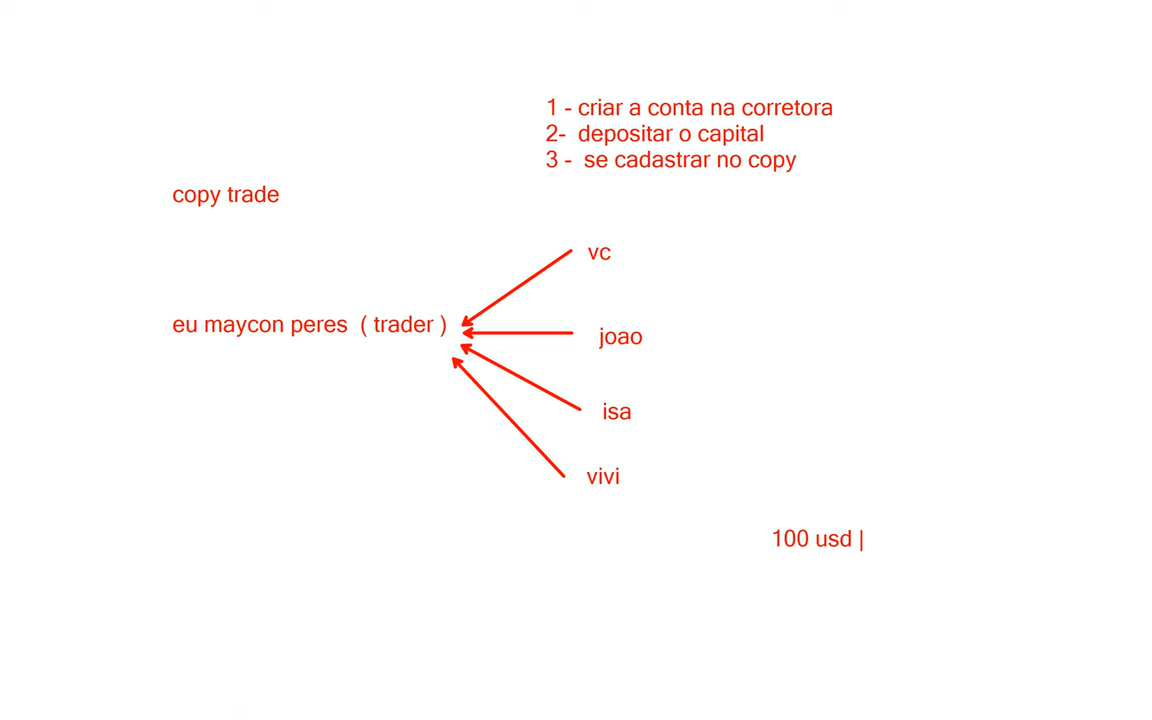 1 - criar a conta na corretora
2-  depositar o capital
3 -  se cadastrar no copy
copy trade
vc
eu maycon peres  ( trader )
joao
isa
vivi
100 usd |